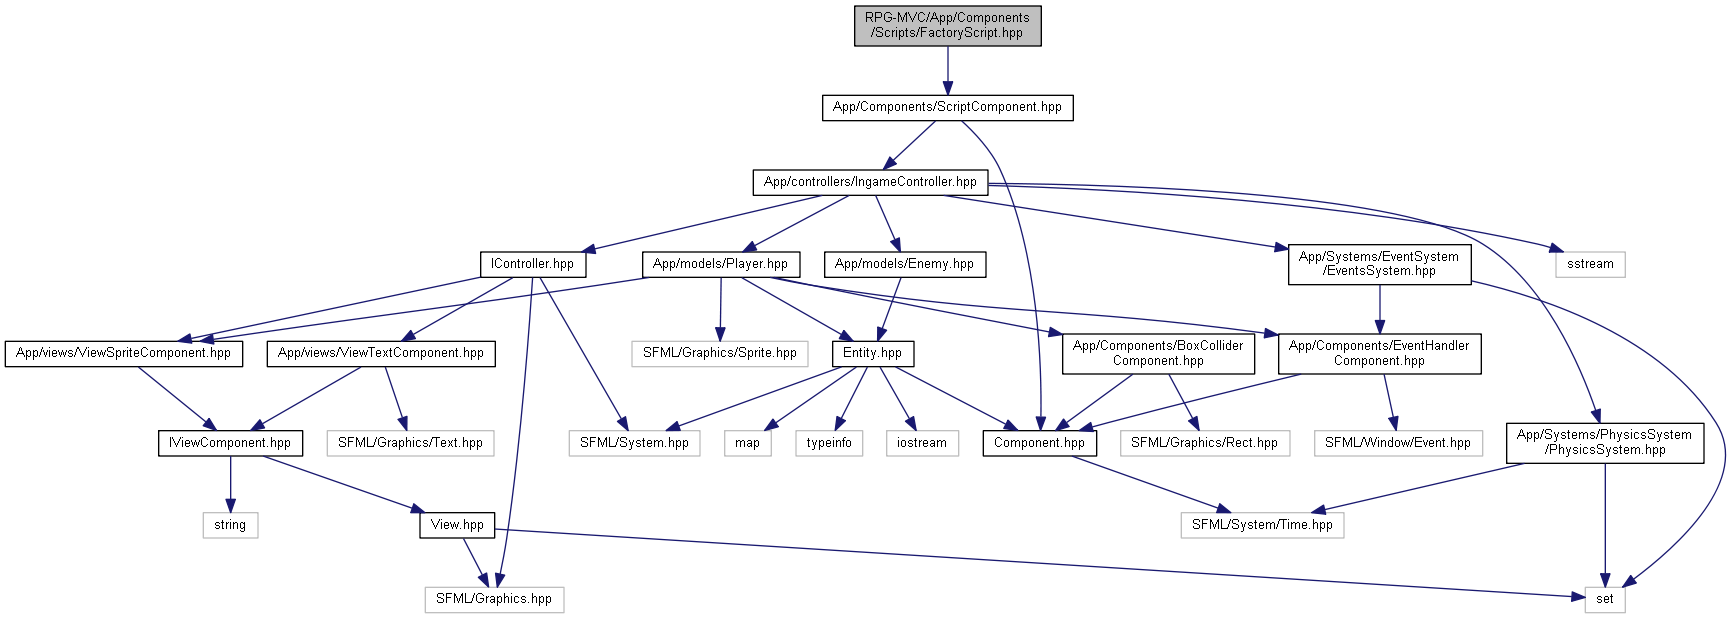 RPG-MVC/App/Components
/Scripts/FactoryScript.hpp
App/Components/ScriptComponent.hpp
App/controllers/IngameController.hpp
IController.hpp
App/models/Player.hpp
App/models/Enemy.hpp
App/Systems/EventSystem
/EventsSystem.hpp
sstream
App/views/ViewSpriteComponent.hpp
App/views/ViewTextComponent.hpp
SFML/Graphics/Sprite.hpp
Entity.hpp
App/Components/BoxCollider
Component.hpp
App/Components/EventHandler
Component.hpp
IViewComponent.hpp
SFML/Graphics/Text.hpp
SFML/System.hpp
map
typeinfo
iostream
Component.hpp
SFML/Graphics/Rect.hpp
SFML/Window/Event.hpp
App/Systems/PhysicsSystem
/PhysicsSystem.hpp
string
View.hpp
SFML/System/Time.hpp
SFML/Graphics.hpp
set